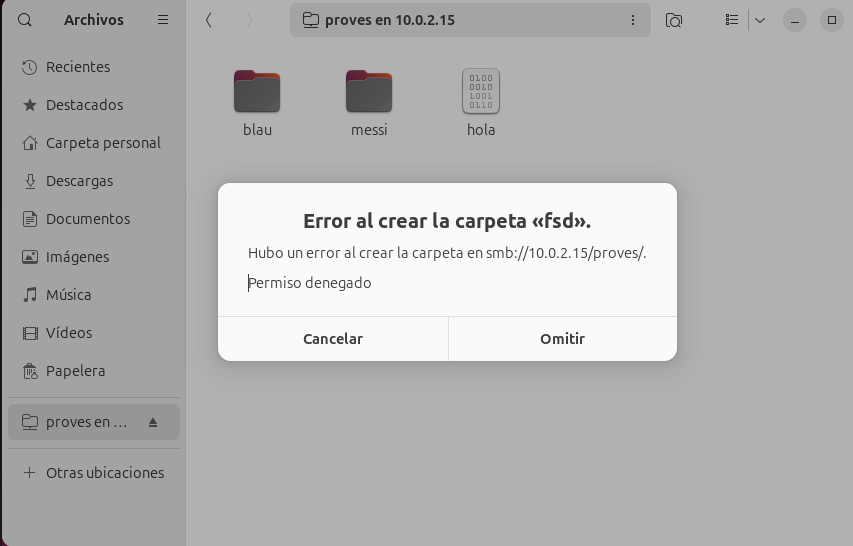 Archivos
proves en 10.0.2.15
Recientes
Destacados
Carpeta personal
Descargas
Documentos
Imágenes
Música
Vídeos
Papelera
proves en ...
Otras ubicaciones
0100
0010
1001
0110
blau
messi
hola
Error al crear la carpeta «fsd».
Hubo un error al crear la carpeta en smb://10.0.2.15/proves/.
Permiso denegado
Cancelar
Omitir